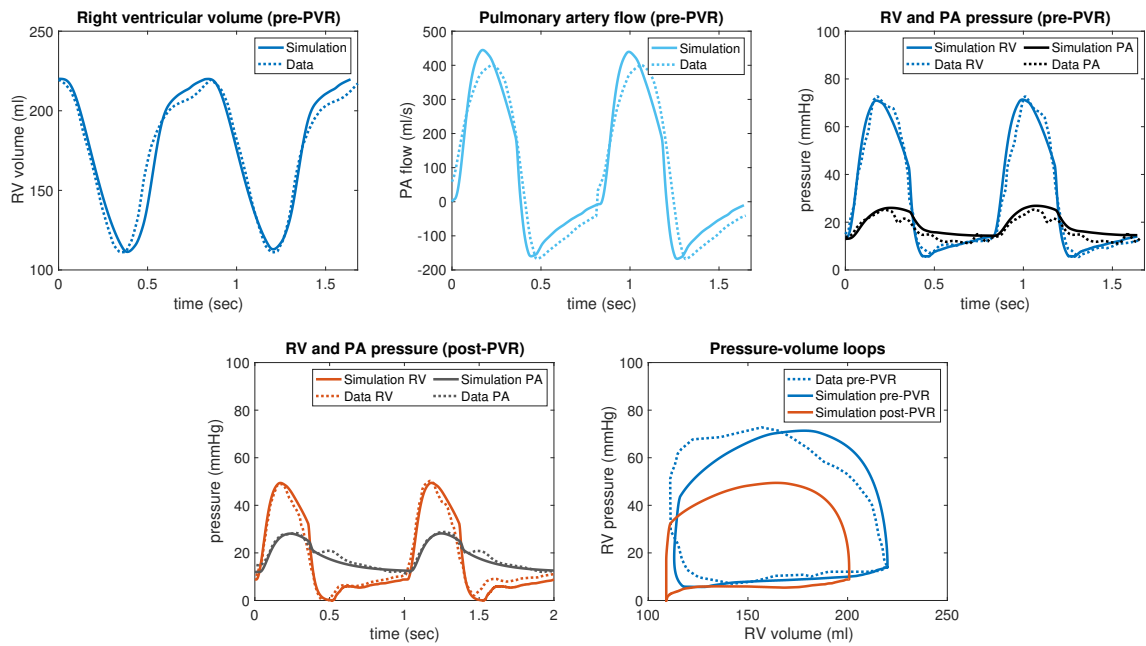 Right ventricular volume (pre-PVR)
250
200
150
100
RV volume (ml)
0
0.5
1
1.5
time (sec)
Simulation
Data
Pulmonary artery flow (pre-PVR)
500
400
300
200
100
0
-100
-200
PA flow (ml/s)
0
0.5
1
1.5
time (sec)
Simulation
Data
RV and PA pressure (pre-PVR)
100
80
60
40
20
0
pressure (mmHg)
0
0.5
1
1.5
time (sec)
Simulation RV
Data RV
Simulation PA
Data PA
RV and PA pressure (post-PVR)
100
80
60
40
20
0
pressure (mmHg)
0
0.5
1
1.5
2
time (sec)
Simulation RV
Data RV
Simulation PA
Data PA
Pressure-volume loops
100
80
60
40
20
0
RV pressure (mmHg)
100
150
200
250
RV volume (ml)
Data pre-PVR
Simulation pre-PVR
Simulation post-PVR